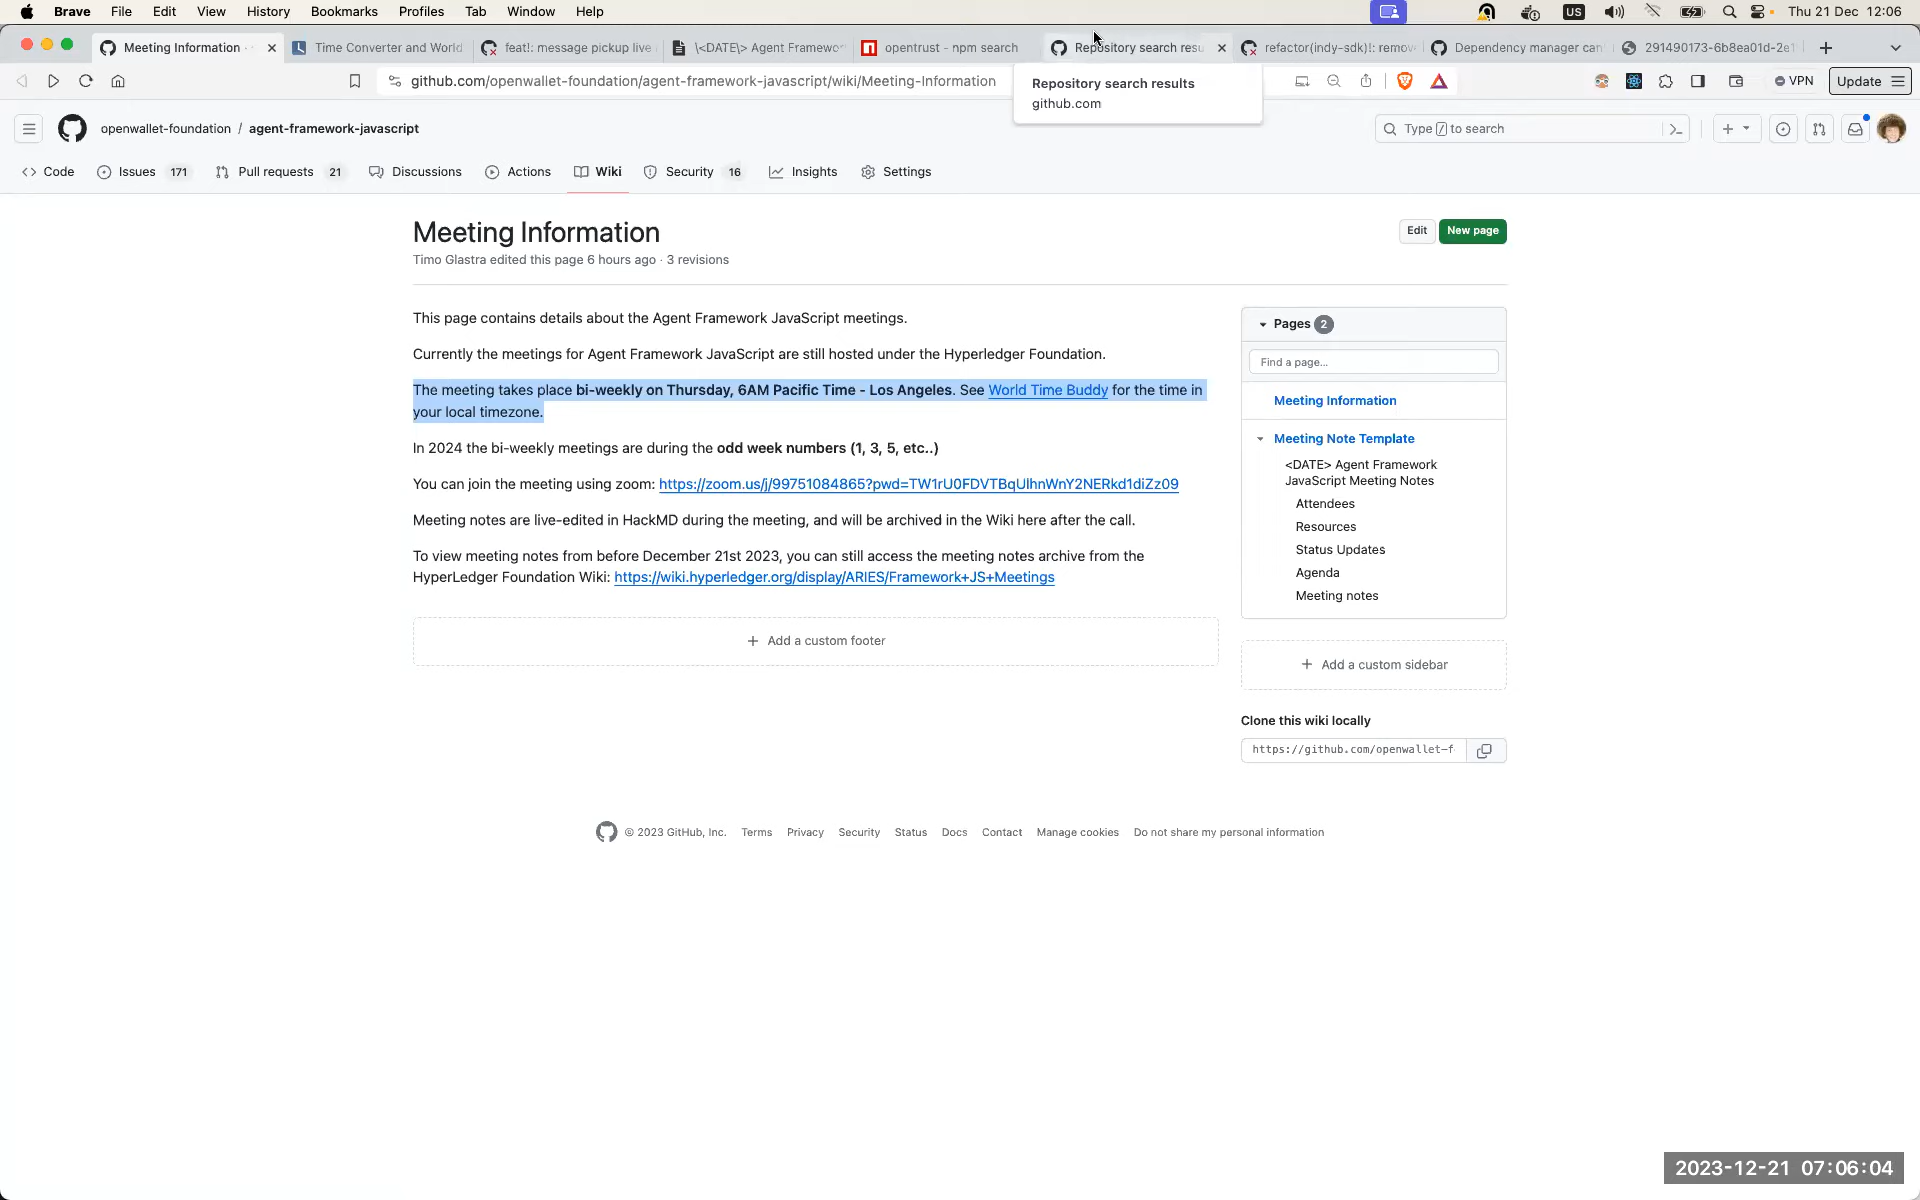 Brave File Edit View History Bookmarks Profiles Tab Window Help US Thu 21 Dec 12:06
Meeting Information · Time Converter and World feat!: message pickup live \<DATE\> Agent Framewor opentrust - npm search Repository search resu refactor(indy-sdk)!: remov Dependency manager can 291490173-6b8ea01d-2e1
github.com/openwallet-foundation/agent-framework-javascript/wiki/Meeting-Information VPN Update
Repository search results
github.com
openwallet-foundation / agent-framework-javascript Type / to search
Code Issues 171 Pull requests 21 Discussions Actions Wiki Security 16 Insights Settings
Meeting Information
Edit New page
Timo Glastra edited this page 6 hours ago · 3 revisions
This page contains details about the Agent Framework JavaScript meetings.
Currently the meetings for Agent Framework JavaScript are still hosted under the Hyperledger Foundation.
The meeting takes place bi-weekly on Thursday, 6AM Pacific Time - Los Angeles. See World Time Buddy for the time in
your local timezone.
In 2024 the bi-weekly meetings are during the odd week numbers (1, 3, 5, etc..)
You can join the meeting using zoom: https://zoom.us/j/99751084865?pwd=TW1rU0FDVTBqUlhnWnY2NERkd1diZz09
Meeting notes are live-edited in HackMD during the meeting, and will be archived in the Wiki here after the call.
To view meeting notes from before December 21st 2023, you can still access the meeting notes archive from the
HyperLedger Foundation Wiki: https://wiki.hyperledger.org/display/ARIES/Framework+JS+Meetings
Add a custom footer
Pages 2
Find a page...
Meeting Information
Meeting Note Template
<DATE> Agent Framework
JavaScript Meeting Notes
Attendees
Resources
Status Updates
Agenda
Meeting notes
Add a custom sidebar
Clone this wiki locally
https://github.com/openwallet-f
© 2023 GitHub, Inc. Terms Privacy Security Status Docs Contact Manage cookies Do not share my personal information
2023-12-21 07:06:04